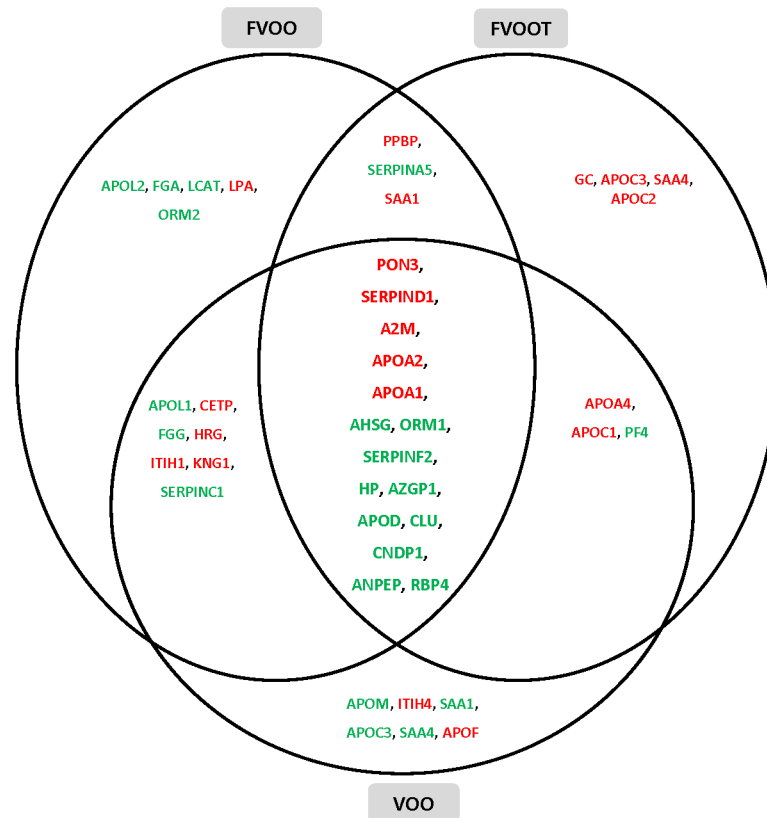 FVOO
FVOOT
PPBP,
SERPINA5,
SAA1
APOL2, FGA, LCAT, LPA,
ORM2
GC, APOC3, SAA4,
APOC2
PON3,
SERPIND1,
A2M,
APOA2,
APOA1,
AHSG, ORM1,
SERPINF2,
HP, AZGP1,
APOD, CLU,
CNDP1,
ANPEP, RBP4
APOL1, CETP,
FGG, HRG,
ITIH1, KNG1,
SERPINC1
APOA4,
APOC1, PF4
APOM, ITIH4, SAA1,
APOC3, SAA4, APOF
VOO